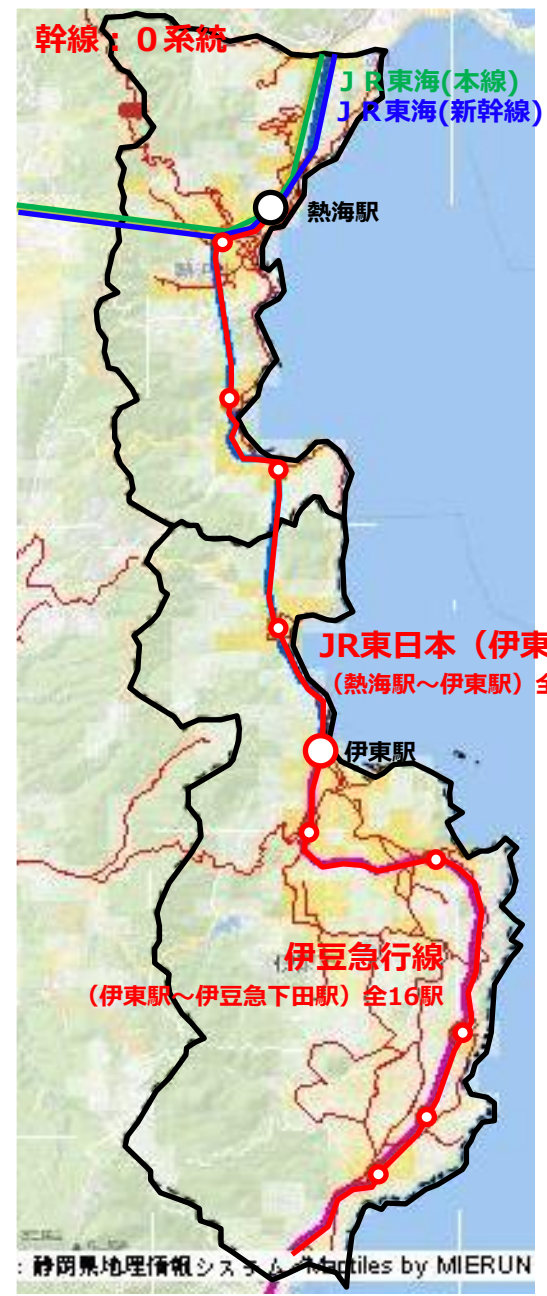 幹線：０系統
ＪＲ東海(本線)
ＪＲ東海(新幹線)
熱海駅
JR東日本（伊東
（熱海駅～伊東駅）全
伊東駅
伊豆急行線
（伊東駅～伊豆急下田駅）全16駅
：静岡県地理情報システム Maptiles by MIERUN